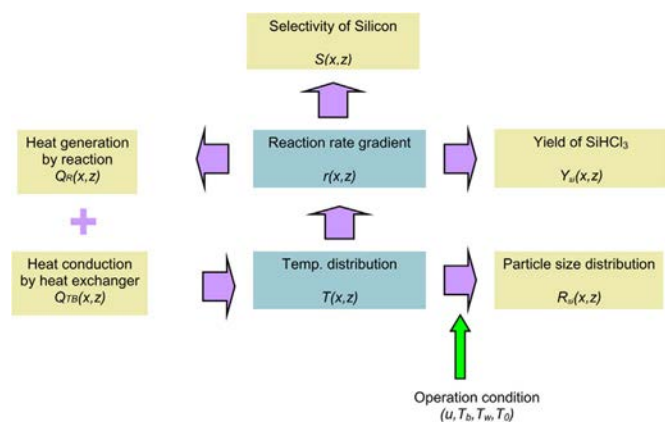 Selectivity of Silicon
S(x,z)
Heat generation
by reaction
QR(x,z)
Reaction rate gradient
r(x,z)
Yield of SiHCl3
Ysi(x,z)
+
Heat conduction
by heat exchanger
QTB(x,z)
Temp. distribution
T(x,z)
Particle size distribution
Rsi(x,z)
Operation condition
(u,Tb,Tw,T0)